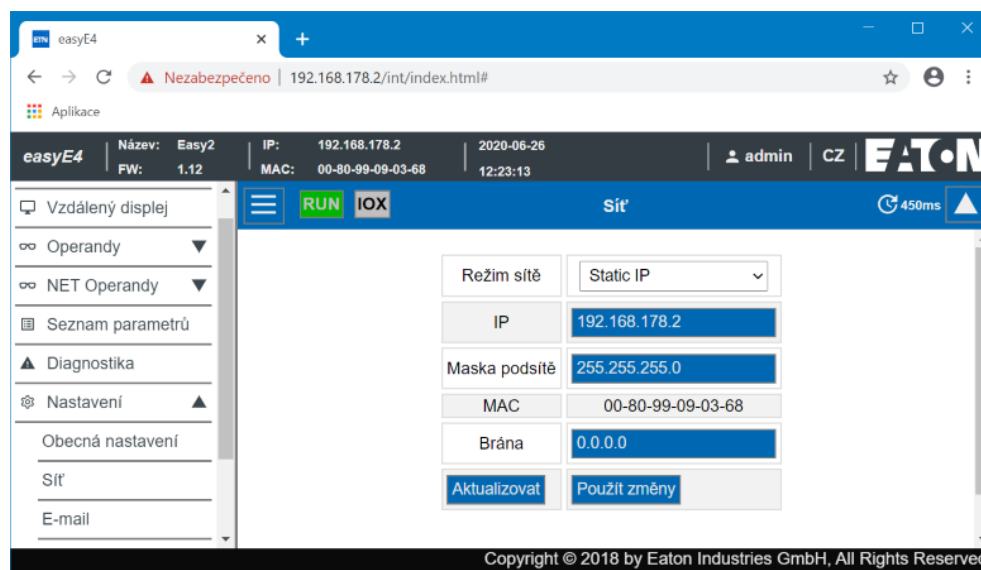 ETN easyE4
Nezabezpečeno | 192.168.178.2/int/index.html#
Aplikace
easyE4 Název: Easy2 IP: 192.168.178.2 2020-06-26 admin CZ EATON
FW: 1.12 MAC: 00-80-99-09-03-68 12:23:13
RUN IOX Síť 450ms
Vzdálený displej
Operandy
NET Operandy
Seznam parametrů
Diagnostika
Nastavení
Obecná nastavení
Síť
E-mail
Režim sítě Static IP
IP 192.168.178.2
Maska podsítě 255.255.255.0
MAC 00-80-99-09-03-68
Brána 0.0.0.0
Aktualizovat Použít změny
Copyright © 2018 by Eaton Industries GmbH, All Rights Reserved